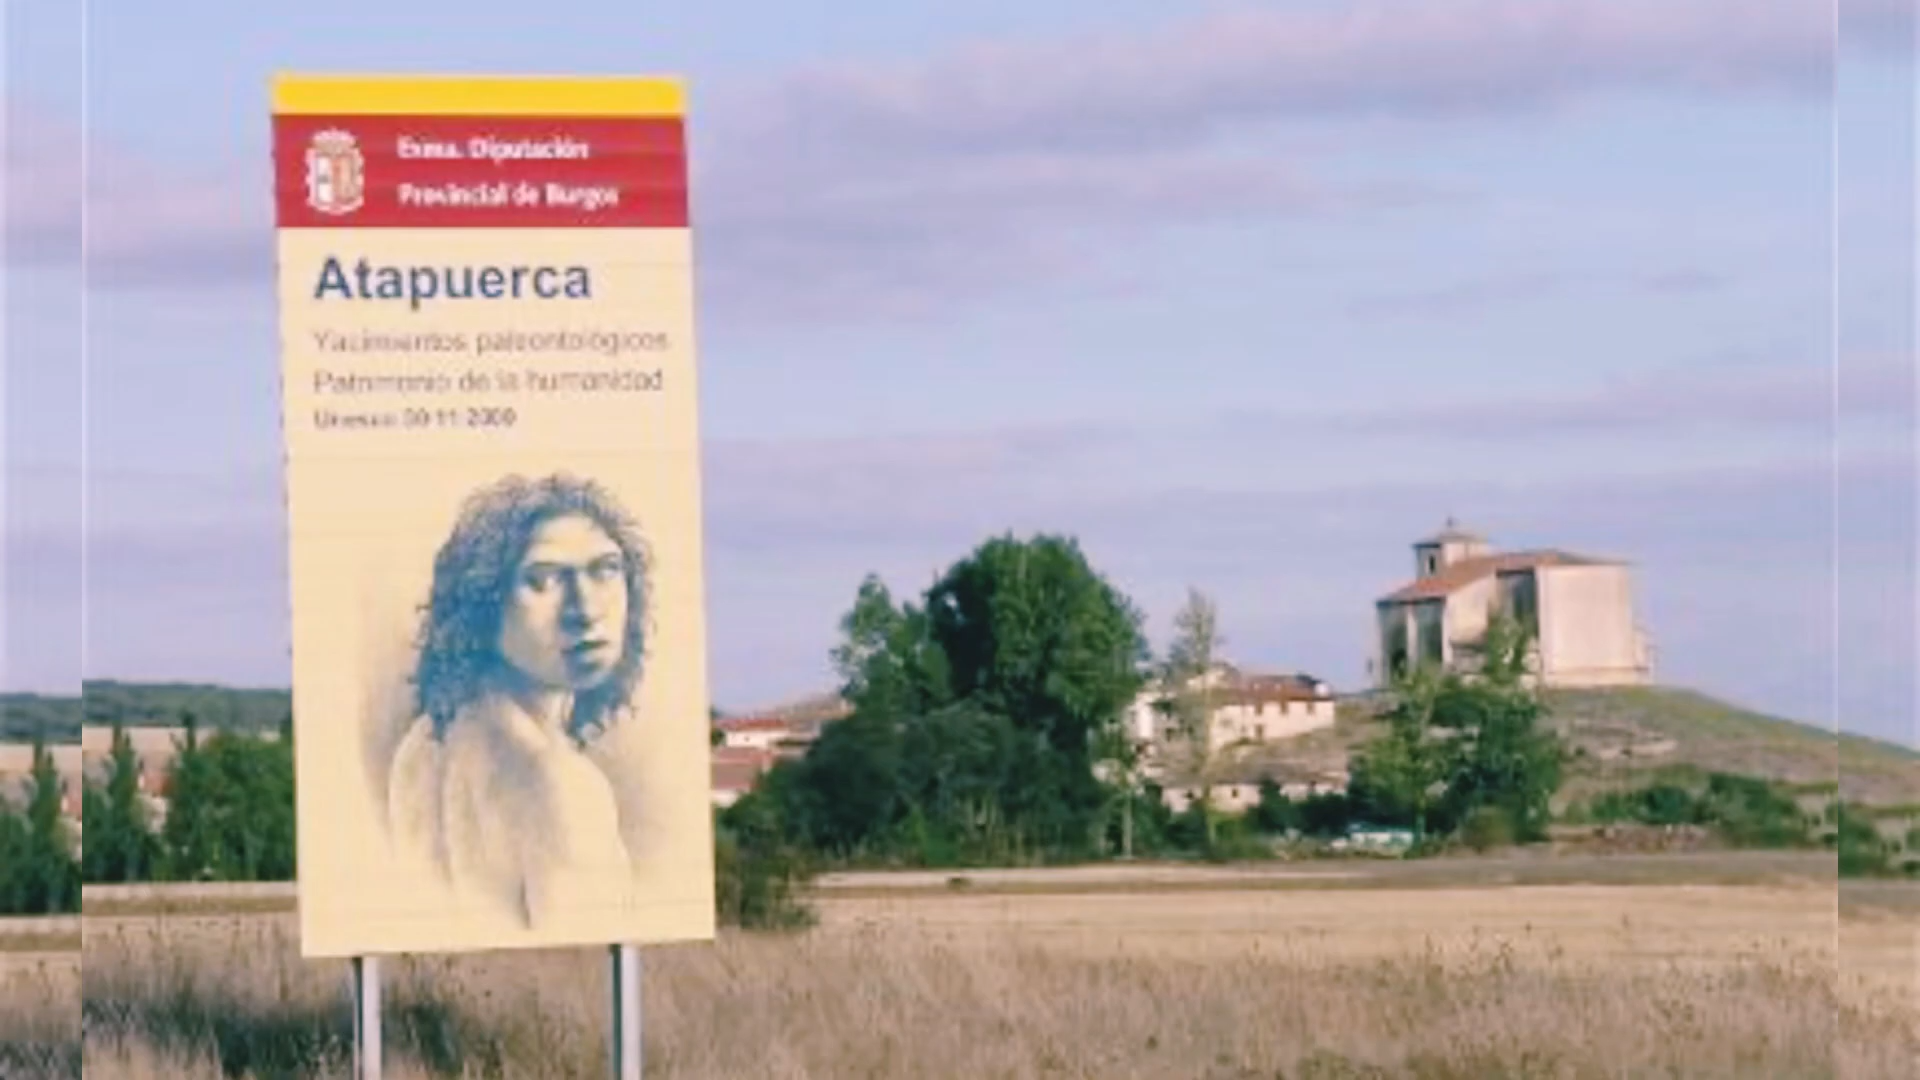 Exma. Diputación
Provincial de Burgos
Atapuerca
Yacimientos paleontológicos
Patrimonio de la humanidad
Unesco 30-11-2000